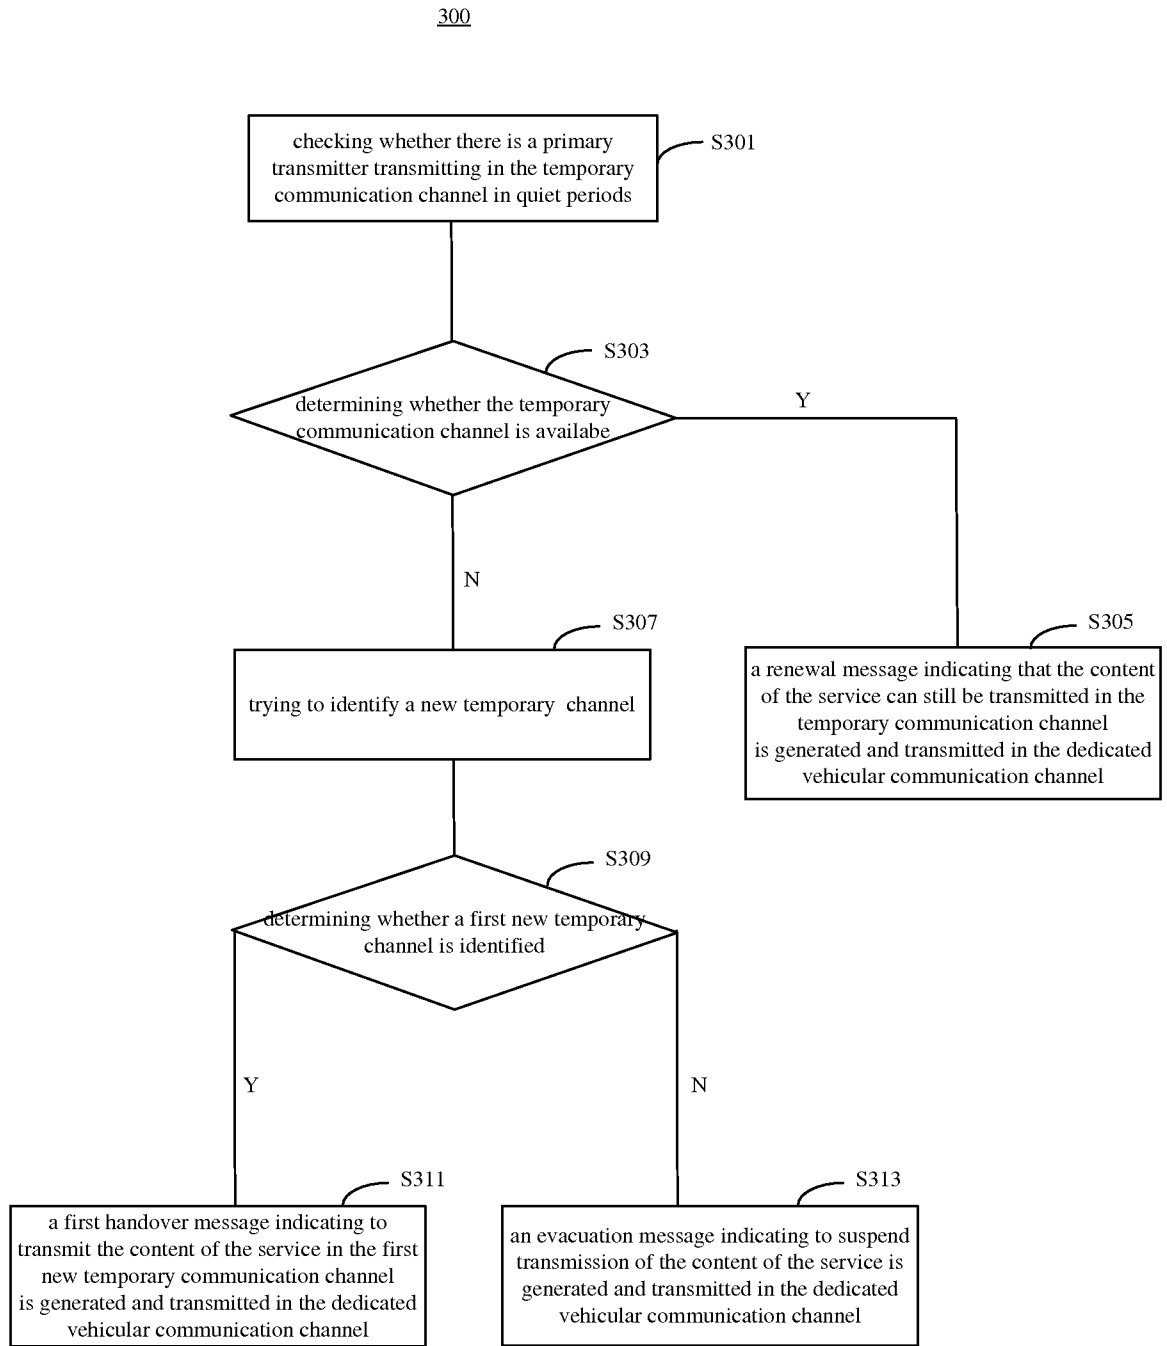 300
checking whether there is a primary
transmitter transmitting in the temporary
communication channel in quiet periods
S301
S303
determining whether the temporary
communication channel is availabe
Y
N
S307
trying to identify a new temporary channel
S305
a renewal message indicating that the content
of the service can still be transmitted in the
temporary communication channel
is generated and transmitted in the dedicated
vehicular communication channel
S309
determining whether a first new temporary
channel is identified
Y
N
S311
a first handover message indicating to
transmit the content of the service in the first
new temporary communication channel
is generated and transmitted in the dedicated
vehicular communication channel
S313
an evacuation message indicating to suspend
transmission of the content of the service is
generated and transmitted in the dedicated
vehicular communication channel